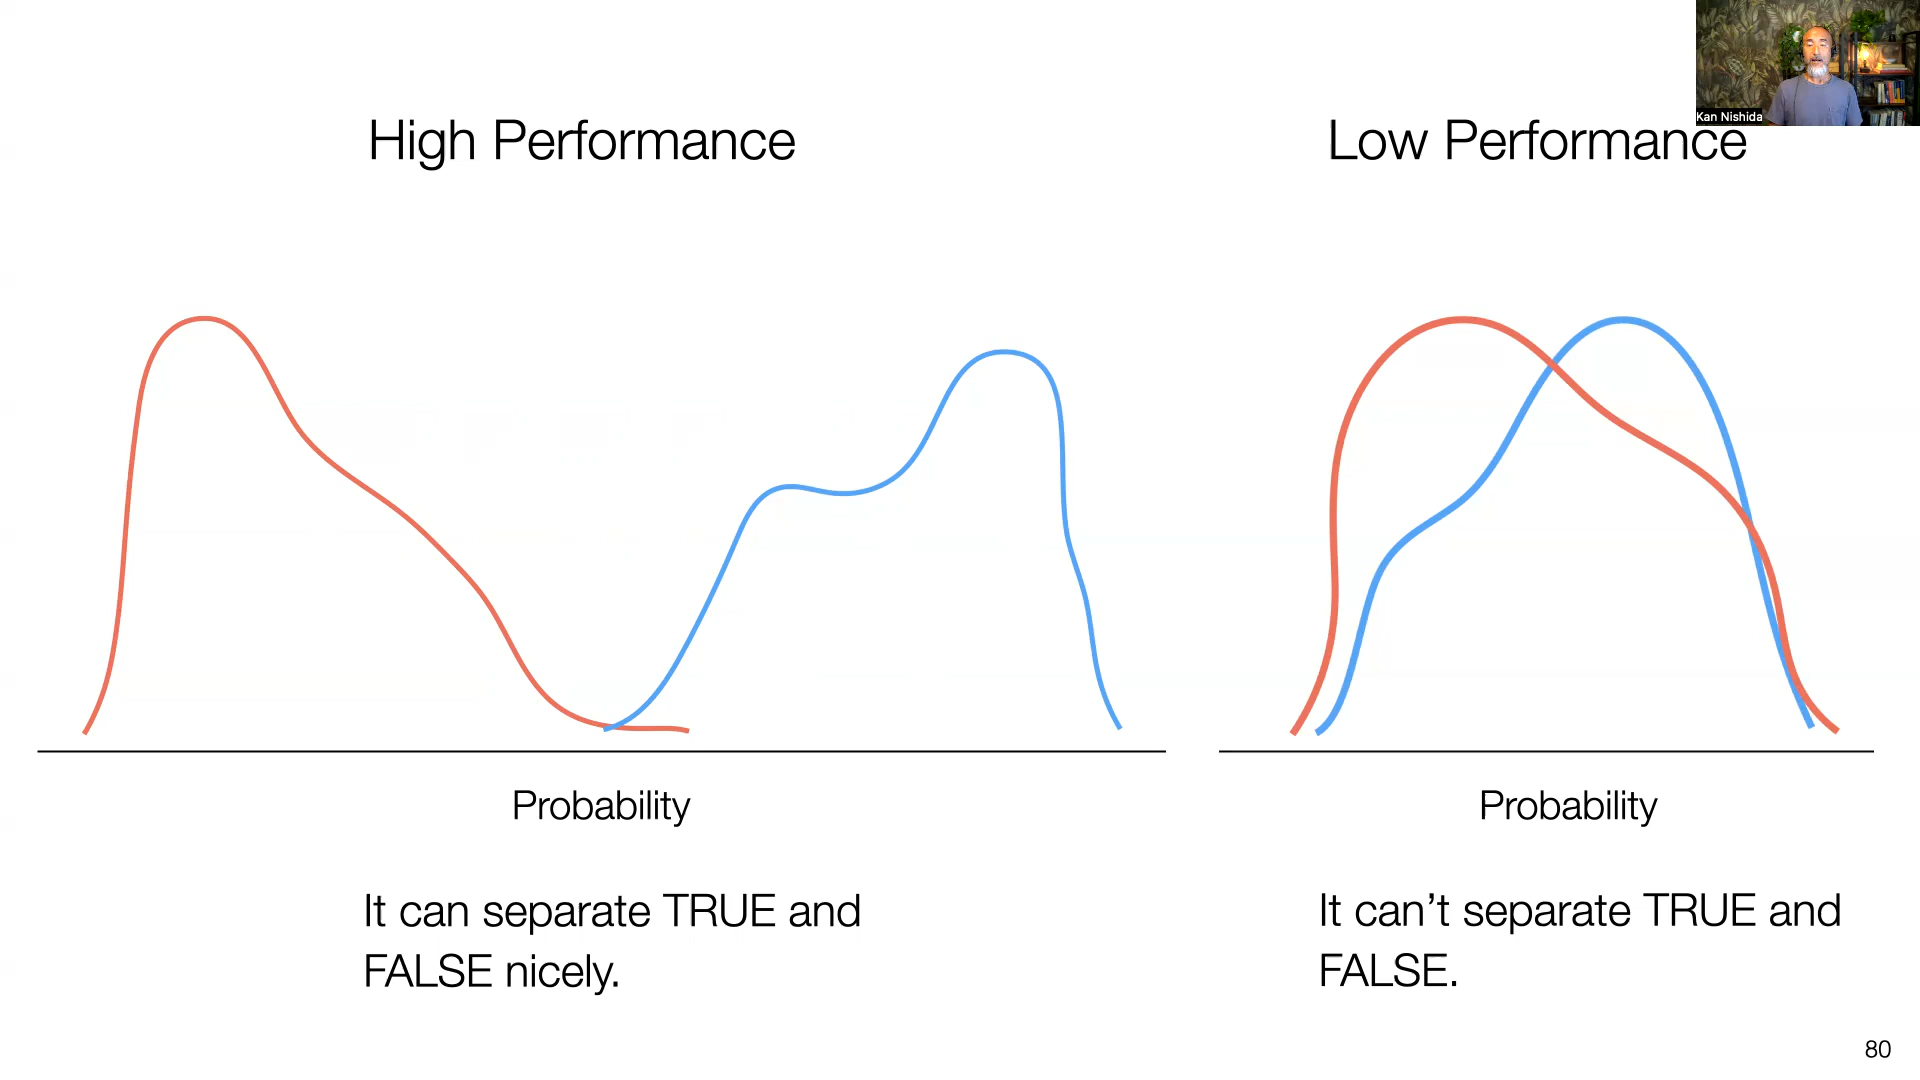 Kan Nishida
High Performance
Low Performance
Probability
Probability
It can separate TRUE and
FALSE nicely.
It can’t separate TRUE and
FALSE.
80